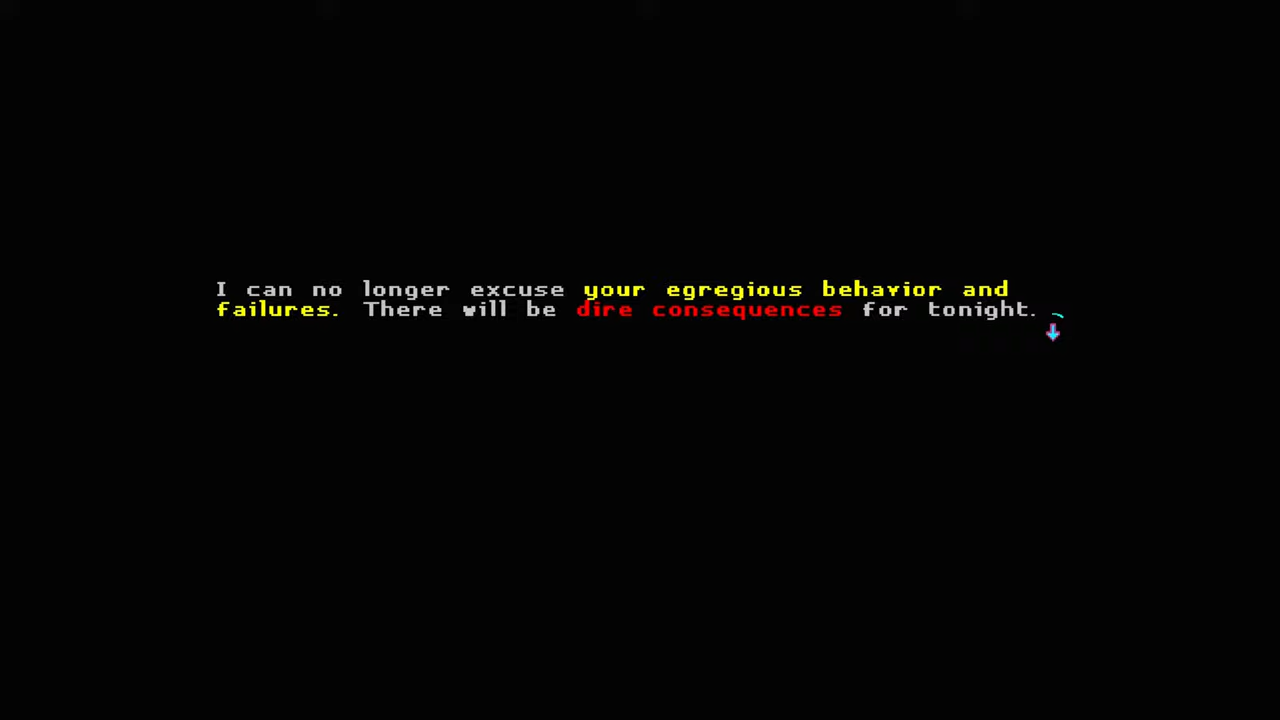 I can no longer excuse your egregious behavior and
failures. There will be dire consequences for tonight.